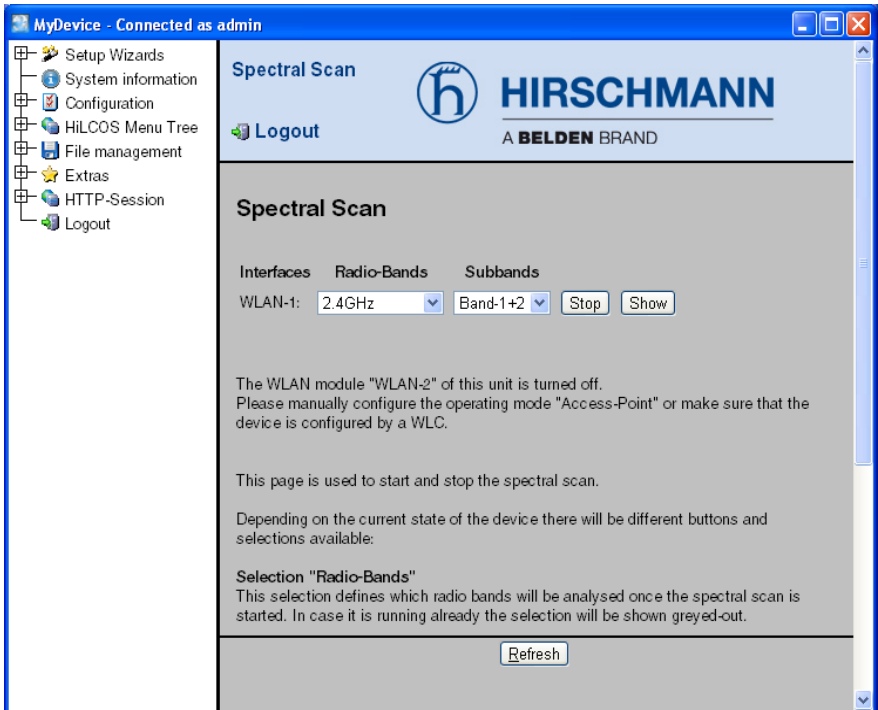 MyDevice - Connected as admin
Setup Wizards
System information
Configuration
HiLCOS Menu Tree
File management
Extras
HTTP-Session
Logout
Spectral Scan
Logout
HIRSCHMANN
A BELDEN BRAND
Spectral Scan
Interfaces Radio-Bands Subbands
WLAN-1: 2.4GHz Band-1+2 Stop Show
The WLAN module "WLAN-2" of this unit is turned off.
Please manually configure the operating mode "Access-Point" or make sure that the
device is configured by a WLC.
This page is used to start and stop the spectral scan.
Depending on the current state of the device there will be different buttons and
selections available:
Selection "Radio-Bands"
This selection defines which radio bands will be analysed once the spectral scan is
started. In case it is running already the selection will be shown greyed-out.
Refresh